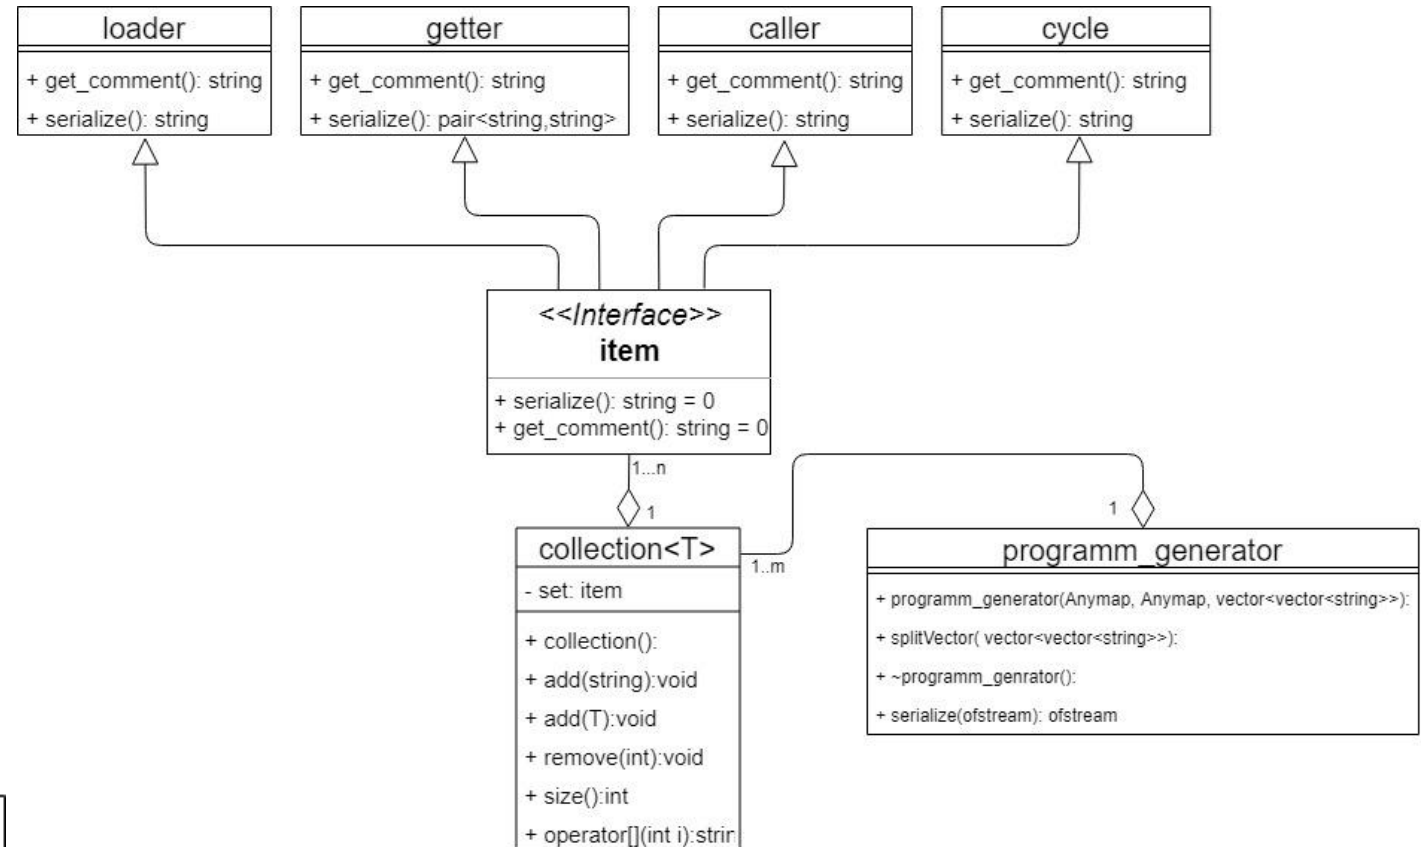 loader
+ get_comment(): string
+ serialize(): string
getter
+ get_comment(): string
+ serialize(): pair<string,string>
caller
+ get_comment(): string
+ serialize(): string
cycle
+ get_comment(): string
+ serialize(): string
<<Interface>>
item
+ serialize(): string = 0
+ get_comment(): string = 0
1...n
1
collection<T>
- set: item
+ collection():
+ add(string):void
+ add(T):void
+ remove(int):void
+ size():int
+ operator[](int i):strin
1..m
1
programm_generator
+ programm_generator(Anymap, Anymap, vector<vector<string>>):
+ splitVector( vector<vector<string>>):
+ ~programm_genrator():
+ serialize(ofstream): ofstream